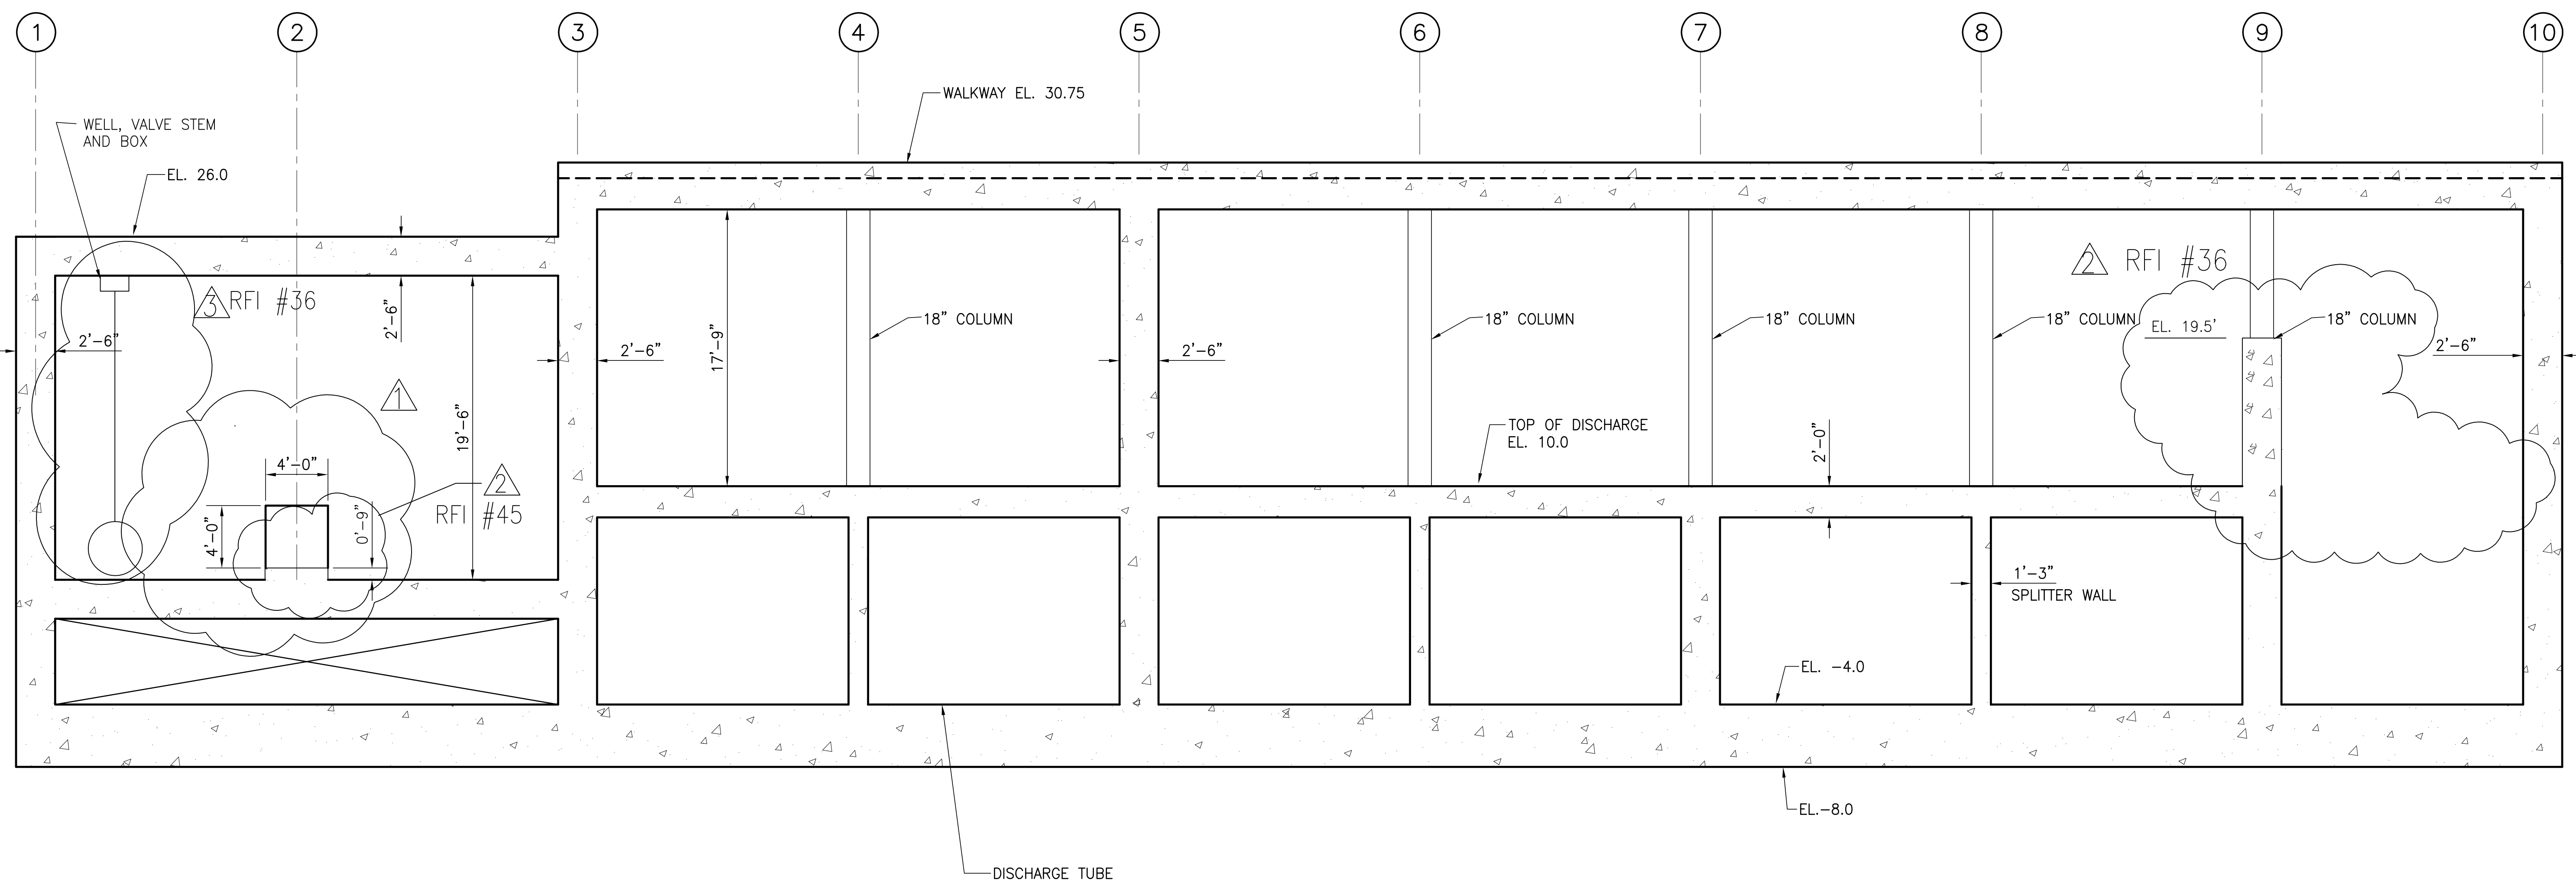 1 2 3 4 5 6 7 8 9 10
WALKWAY EL. 30.75
WELL, VALVE STEM
AND BOX
EL. 26.0
2 RFI #36
3 RFI #36
2'-6"
2'-6"
2'-6"
17'-9"
18" COLUMN
2'-6"
18" COLUMN
18" COLUMN
18" COLUMN
EL. 19.5'
18" COLUMN
2'-6"
1
19'-6"
TOP OF DISCHARGE
EL. 10.0
2'-0"
4'-0"
2
RFI #45
4'-0"
0'-9"
1'-3"
SPLITTER WALL
EL. -4.0
EL.-8.0
DISCHARGE TUBE